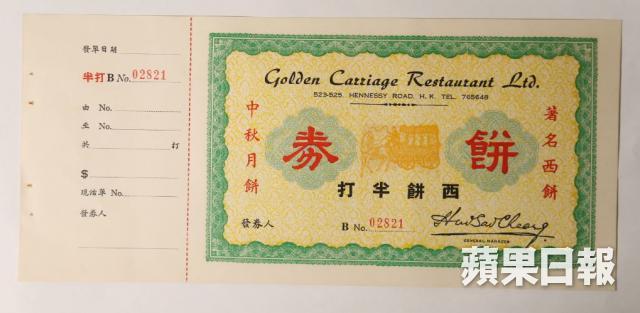 發單日期
半打 B No. 02821
由 No.
至 No.
共 打
$
現沽單 No.
發券人
Golden Carriage Restaurant Ltd.
523-525, HENNESSY ROAD, H. K. TEL. 765648
中秋月餅
餅券
著名西餅
西餅半打
發券人 B No. 02821
GENERAL MANAGER
蘋果日報